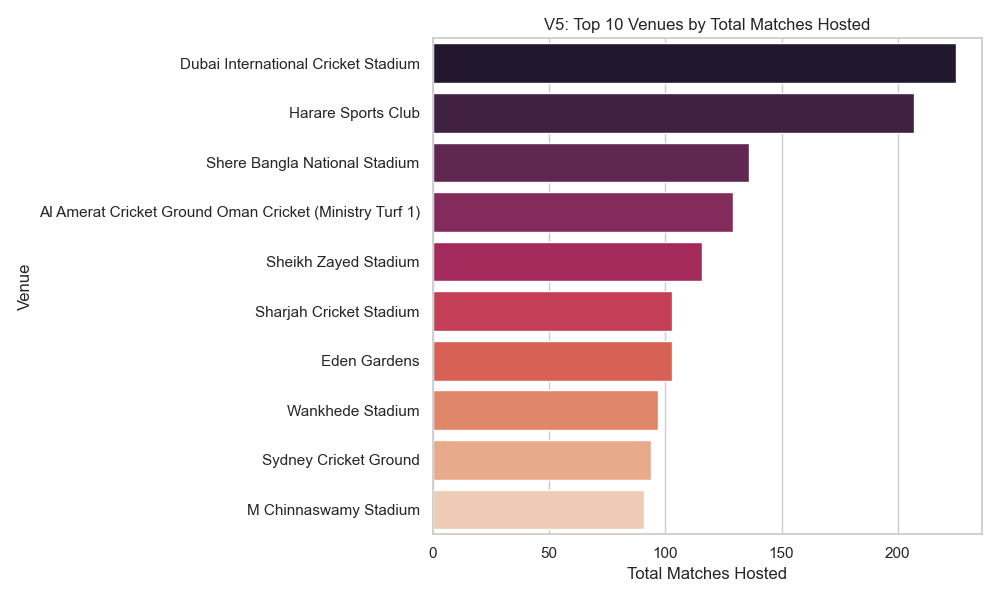 V5: Top 10 Venues by Total Matches Hosted
Venue
Dubai International Cricket Stadium
Harare Sports Club
Shere Bangla National Stadium
Al Amerat Cricket Ground Oman Cricket (Ministry Turf 1)
Sheikh Zayed Stadium
Sharjah Cricket Stadium
Eden Gardens
Wankhede Stadium
Sydney Cricket Ground
M Chinnaswamy Stadium
0 50 100 150 200
Total Matches Hosted